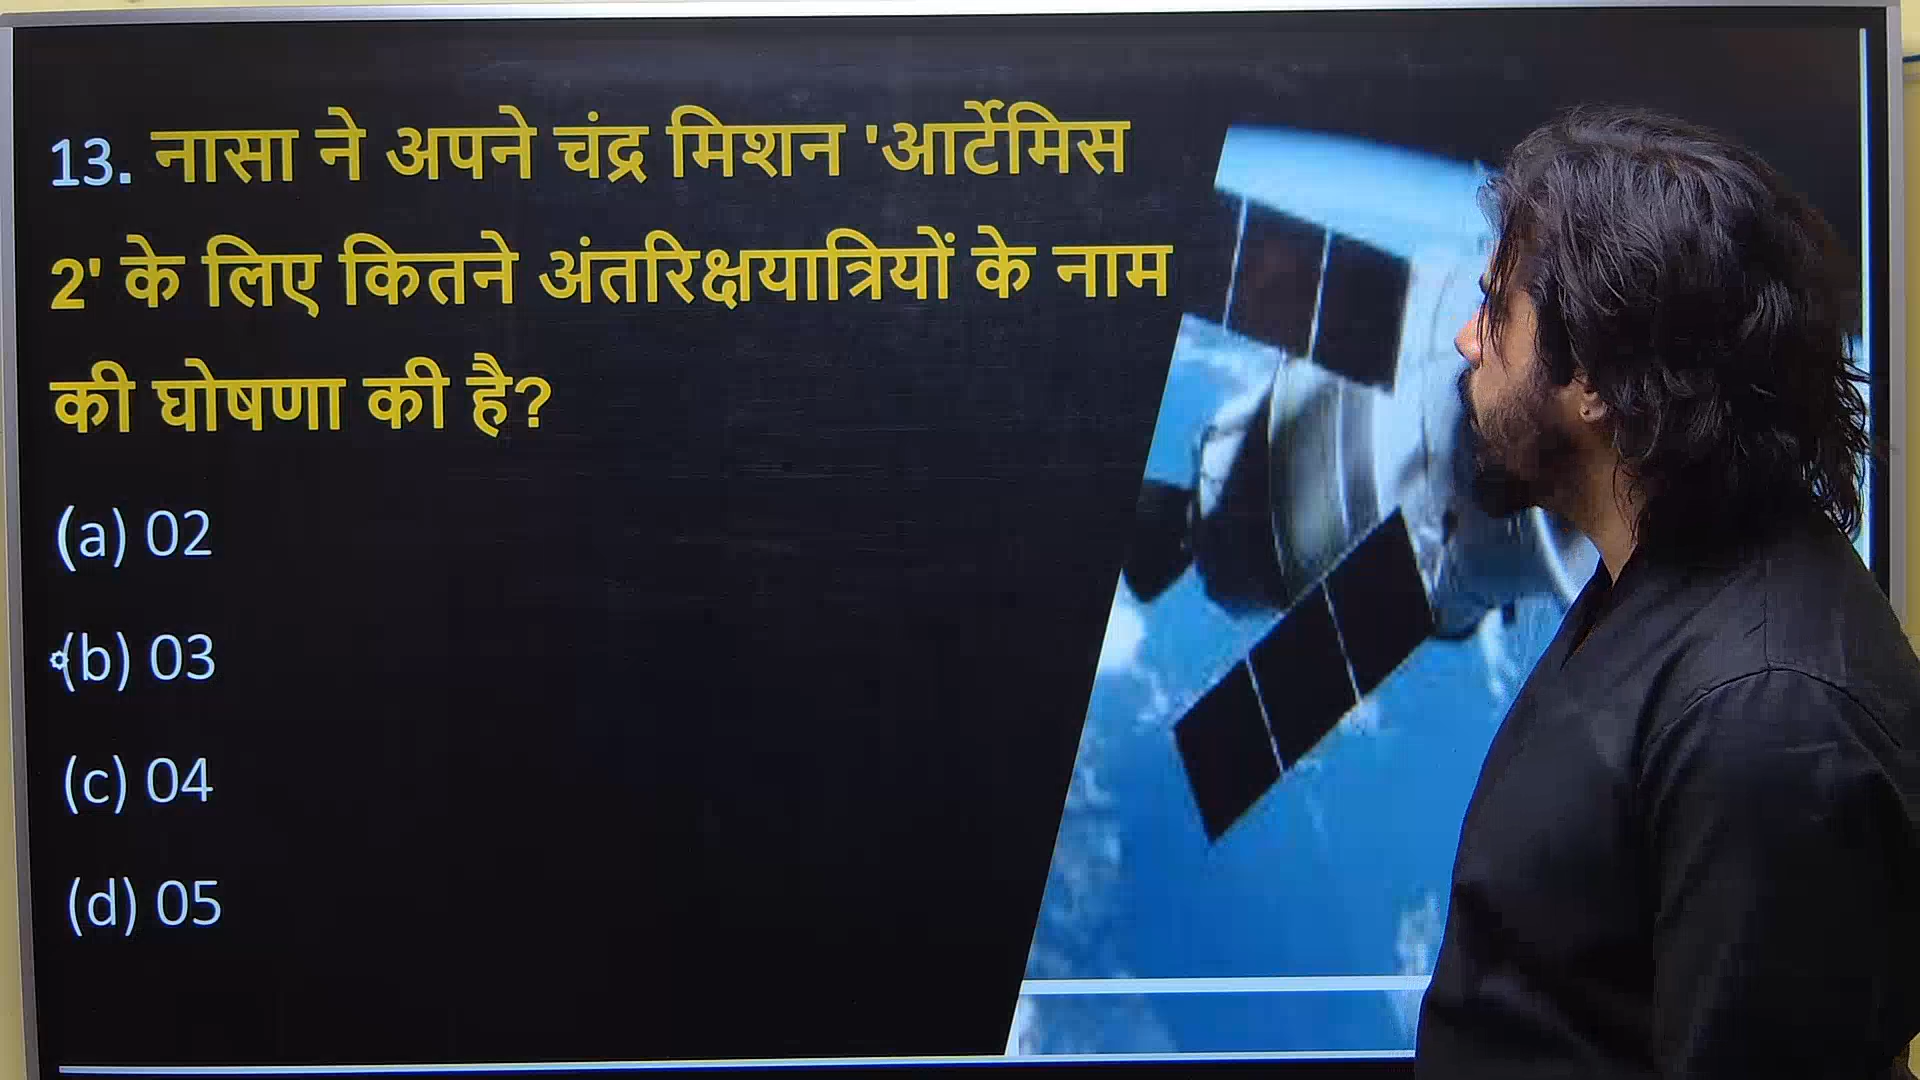 13. नासा ने अपने चंद्र मिशन 'आर्टेमिस
2' के लिए कितने अंतरिक्षयात्रियों के नाम
की घोषणा की है?
(a) 02
(b) 03
(c) 04
(d) 05